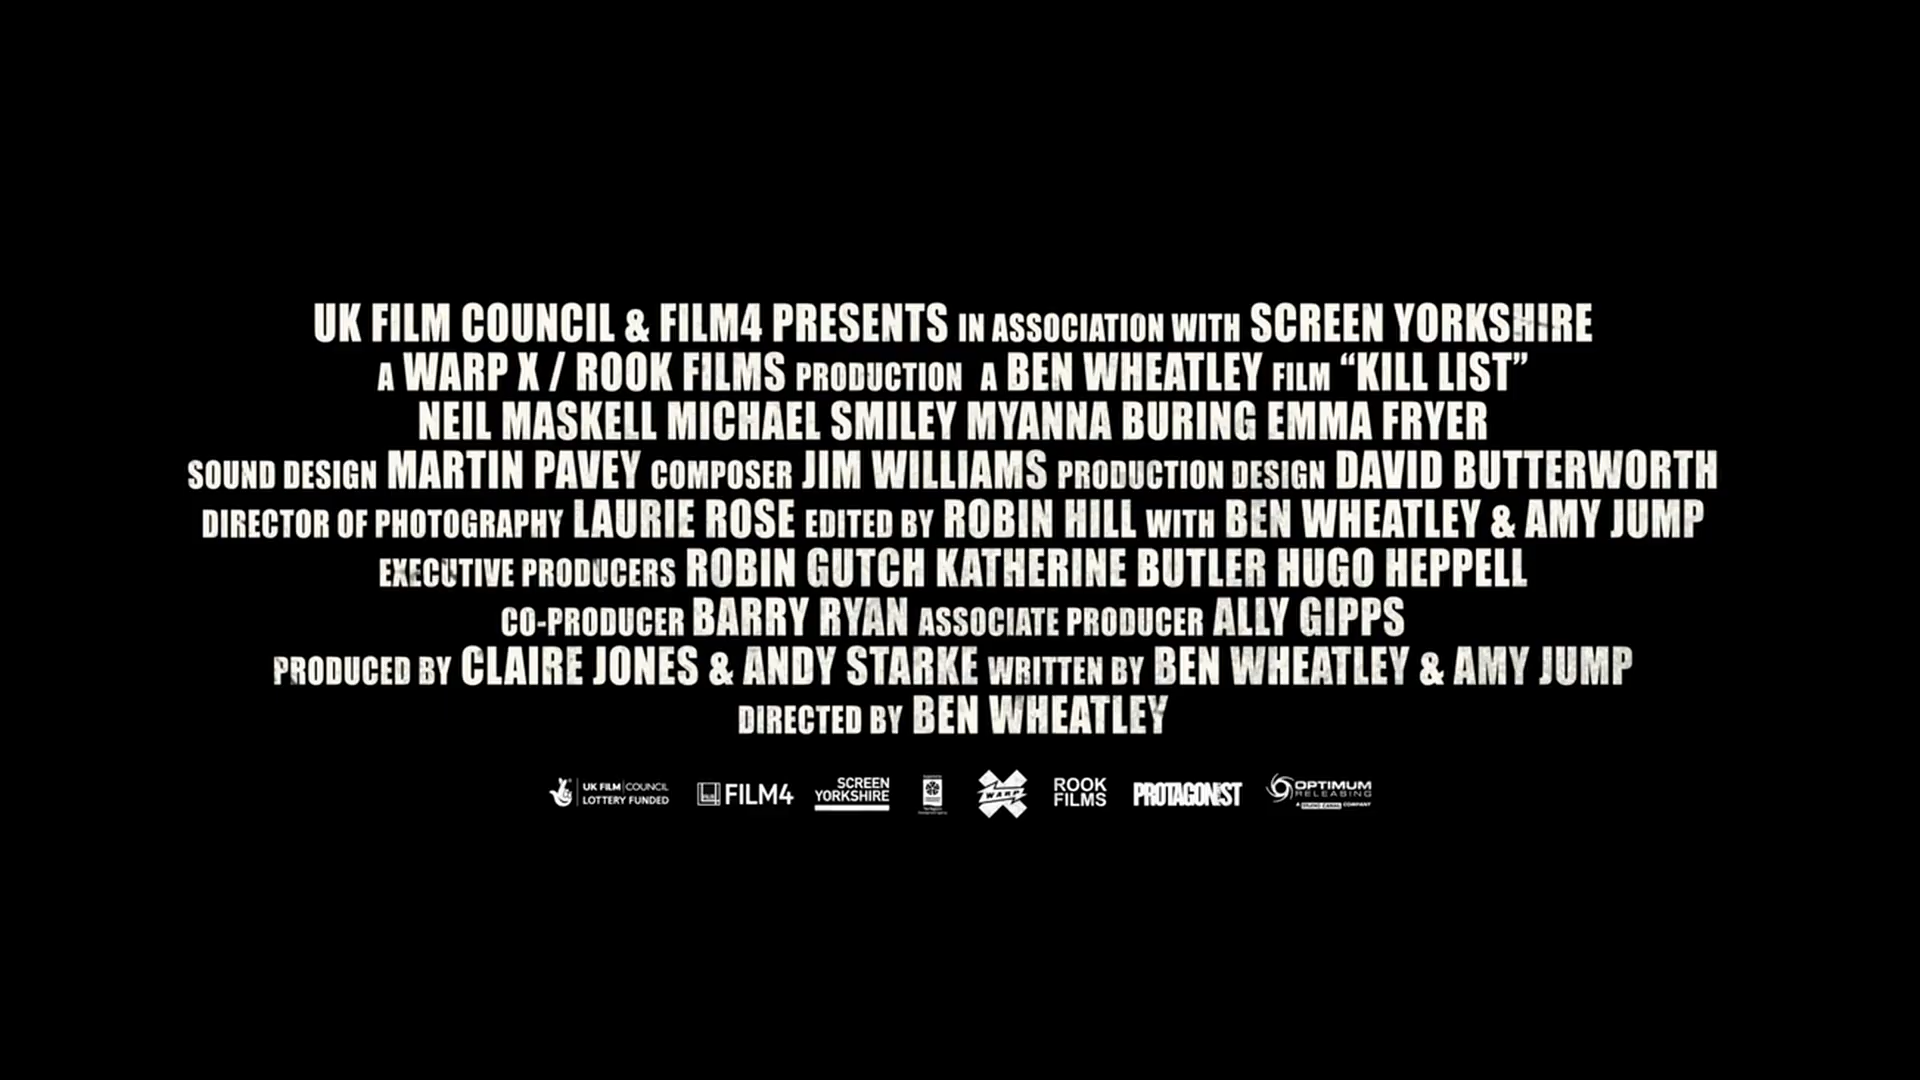 UK FILM COUNCIL & FILM4 PRESENTS IN ASSOCIATION WITH SCREEN YORKSHIRE
A WARP X / ROOK FILMS PRODUCTION A BEN WHEATLEY FILM “KILL LIST”
NEIL MASKELL MICHAEL SMILEY MYANNA BURING EMMA FRYER
SOUND DESIGN MARTIN PAVEY COMPOSER JIM WILLIAMS PRODUCTION DESIGN DAVID BUTTERWORTH
DIRECTOR OF PHOTOGRAPHY LAURIE ROSE EDITED BY ROBIN HILL WITH BEN WHEATLEY & AMY JUMP
EXECUTIVE PRODUCERS ROBIN GUTCH KATHERINE BUTLER HUGO HEPPELL
CO-PRODUCER BARRY RYAN ASSOCIATE PRODUCER ALLY GIPPS
PRODUCED BY CLAIRE JONES & ANDY STARKE WRITTEN BY BEN WHEATLEY & AMY JUMP
DIRECTED BY BEN WHEATLEY
UK FILM COUNCIL
LOTTERY FUNDED
FILM4
SCREEN
YORKSHIRE
WARP
ROOK
FILMS
PROTAGONIST
OPTIMUM
RELEASING
A STUDIO CANAL COMPANY